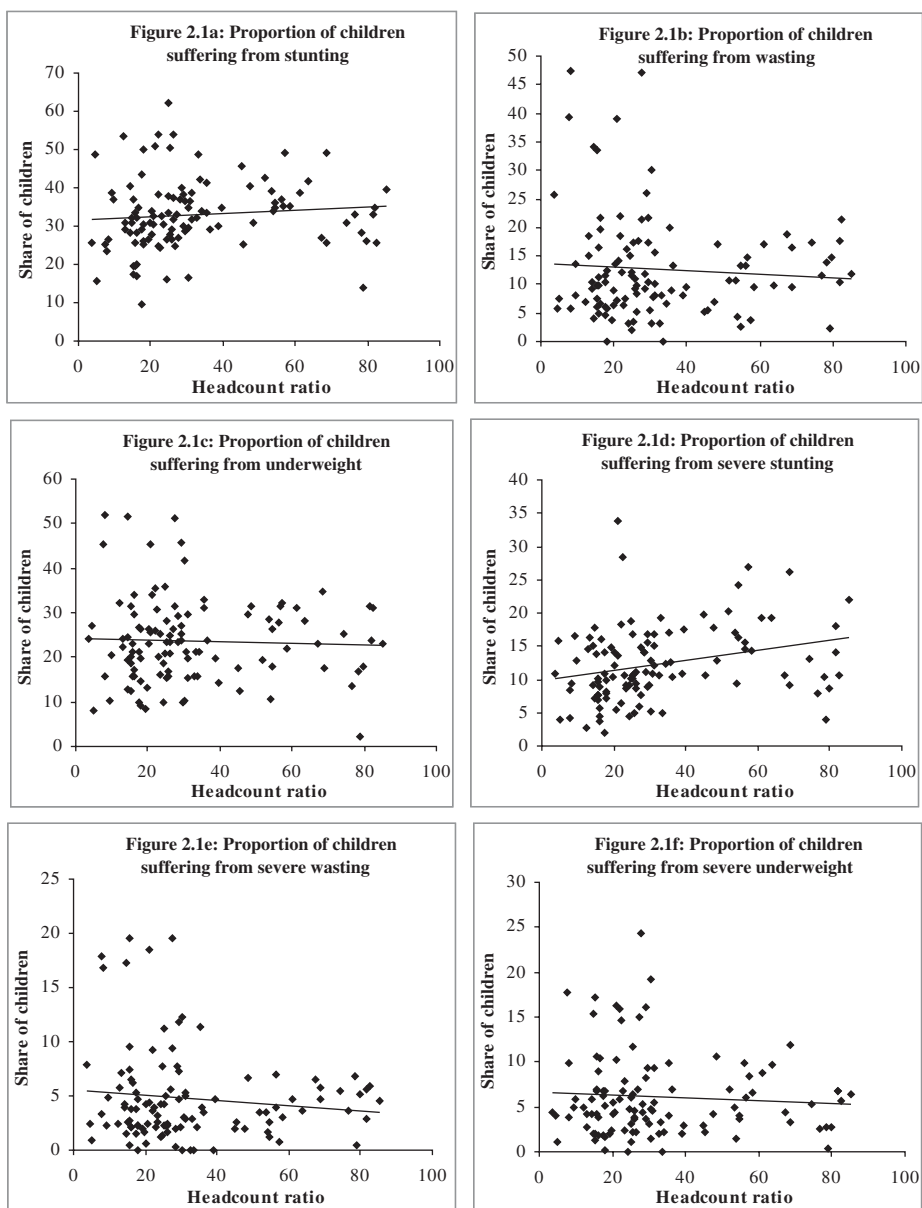 Figure 2.1a: Proportion of children
suffering from stunting
Share of children
70
60
50
40
30
20
10
0
0 20 40 60 80 100
Headcount ratio
Figure 2.1b: Proportion of children
suffering from wasting
Share of children
50
45
40
35
30
25
20
15
10
5
0
0 20 40 60 80 100
Headcount ratio
Figure 2.1c: Proportion of children
suffering from underweight
Share of children
60
50
40
30
20
10
0
0 20 40 60 80 100
Headcount ratio
Figure 2.1d: Proportion of children
suffering from severe stunting
Share of children
40
35
30
25
20
15
10
5
0
0 20 40 60 80 100
Headcount ratio
Figure 2.1e: Proportion of children
suffering from severe wasting
Share of children
25
20
15
10
5
0
0 20 40 60 80 100
Headcount ratio
Figure 2.1f: Proportion of children
suffering from severe underweight
Share of children
30
25
20
15
10
5
0
0 20 40 60 80 100
Headcount ratio